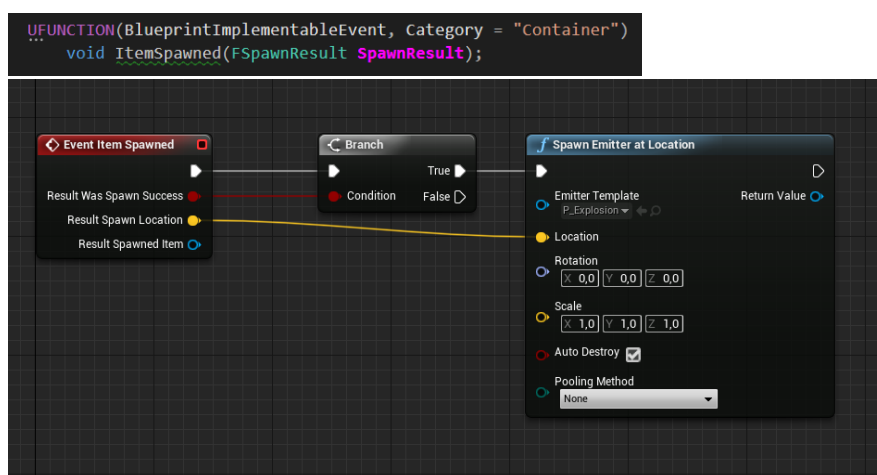 UFUNCTION(BlueprintImplementableEvent, Category = "Container")
void ItemSpawned(FSpawnResult SpawnResult);
Event Item Spawned
Result Was Spawn Success
Result Spawn Location
Result Spawned Item
Branch
True
Condition
False
f Spawn Emitter at Location
Emitter Template
P_Explosion
Return Value
Location
Rotation
X 0,0 Y 0,0 Z 0,0
Scale
X 1,0 Y 1,0 Z 1,0
Auto Destroy
Pooling Method
None